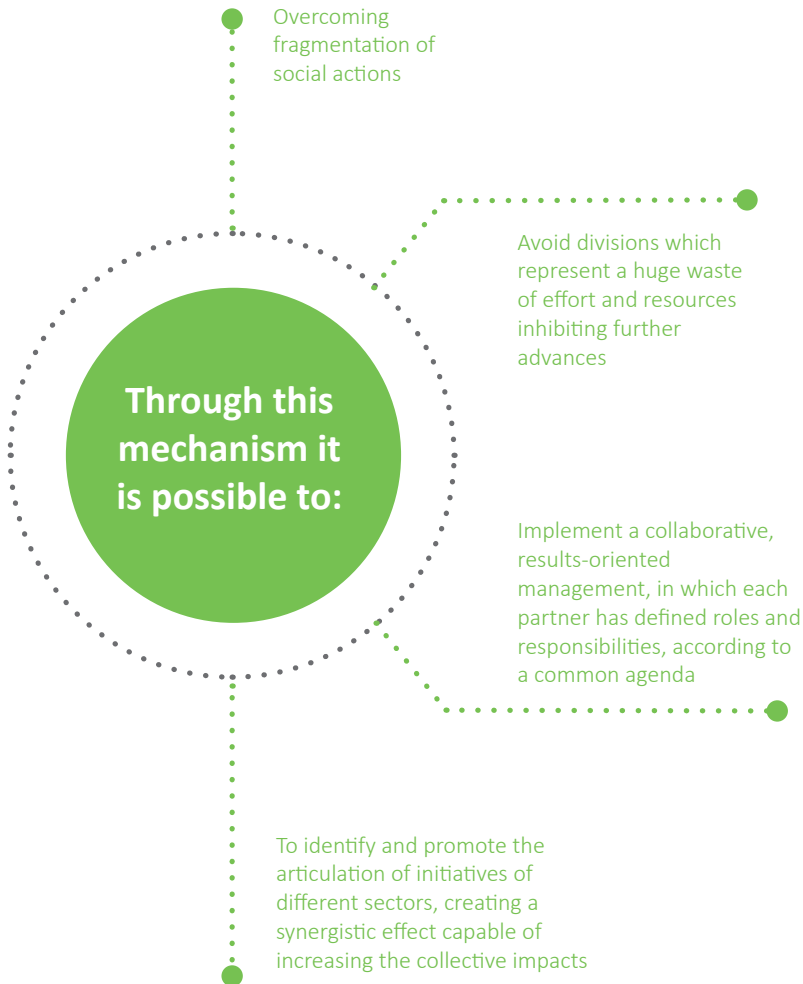 Overcoming
fragmentation of
social actions
Avoid divisions which
represent a huge waste
of effort and resources
inhibiting further
advances
Through this
mechanism it
is possible to:
Implement a collaborative,
results-oriented
management, in which each
partner has defined roles and
responsibilities, according to
a common agenda
To identify and promote the
articulation of initiatives of
different sectors, creating a
synergistic effect capable of
increasing the collective impacts